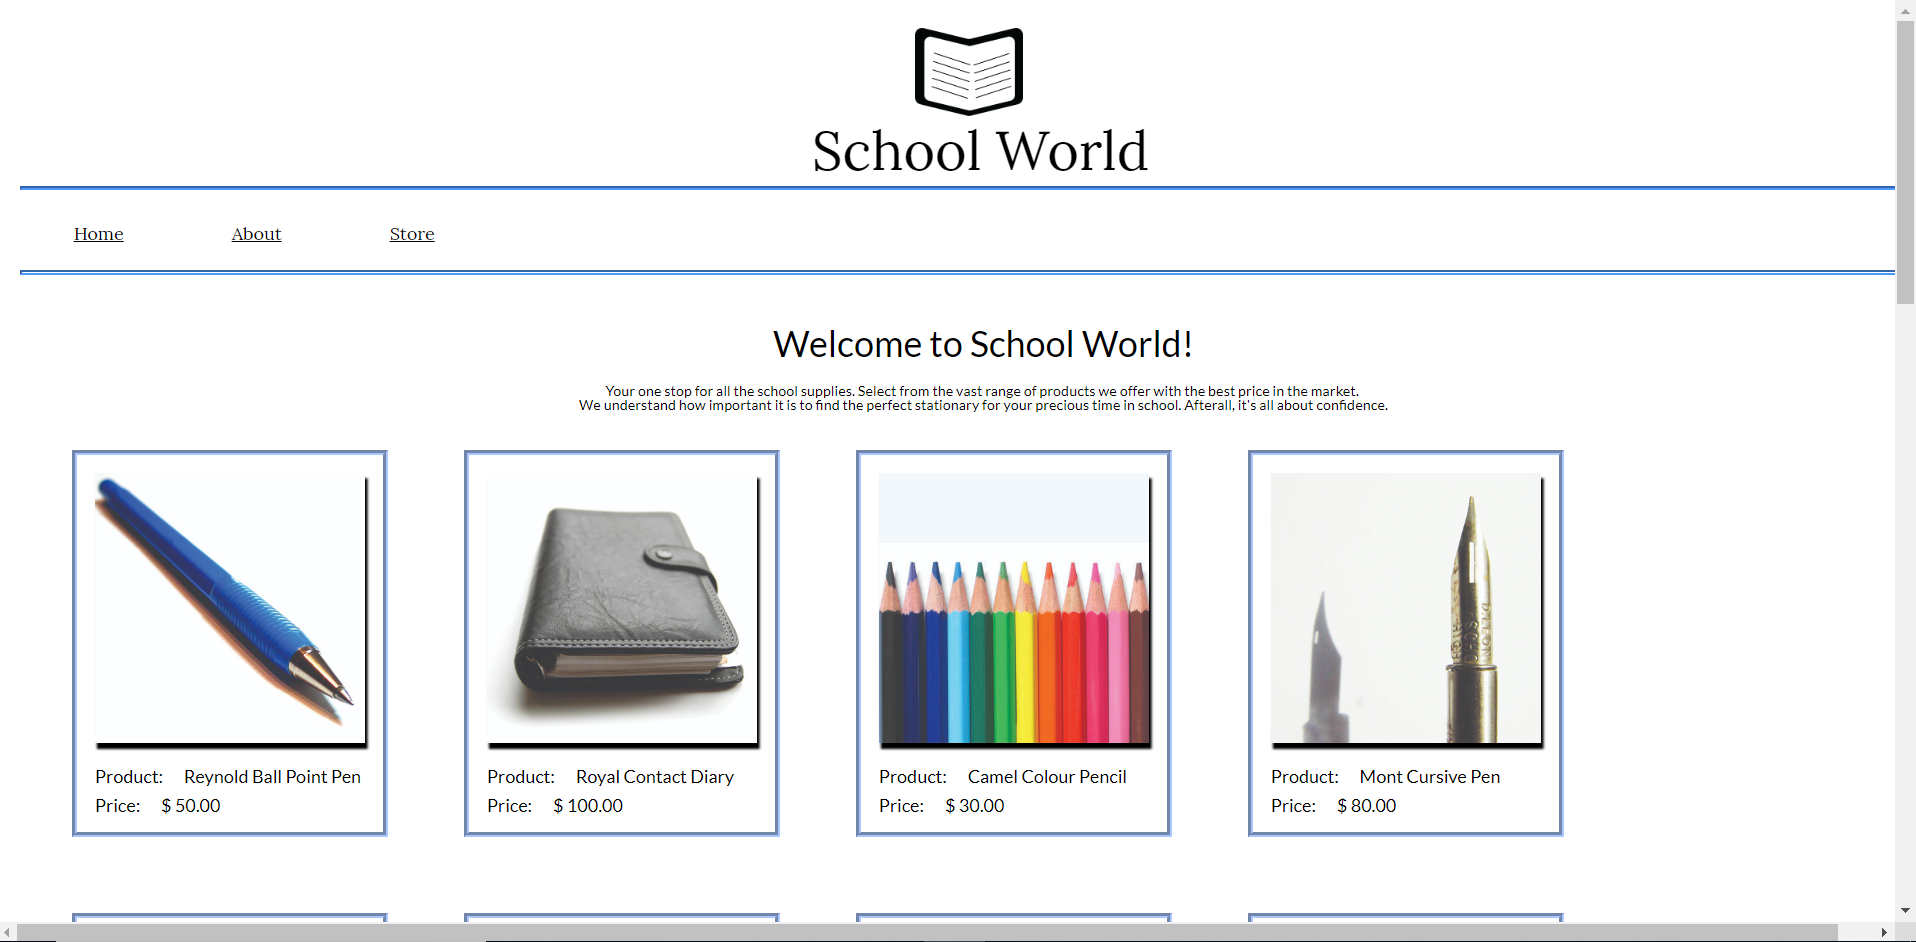 School World
Home About Store
Welcome to School World!
Your one stop for all the school supplies. Select from the vast range of products we offer with the best price in the market.
We understand how important it is to find the perfect stationary for your precious time in school. Afterall, it's all about confidence.
Product: Reynold Ball Point Pen
Price: $ 50.00
Product: Royal Contact Diary
Price: $ 100.00
Product: Camel Colour Pencil
Price: $ 30.00
Product: Mont Cursive Pen
Price: $ 80.00